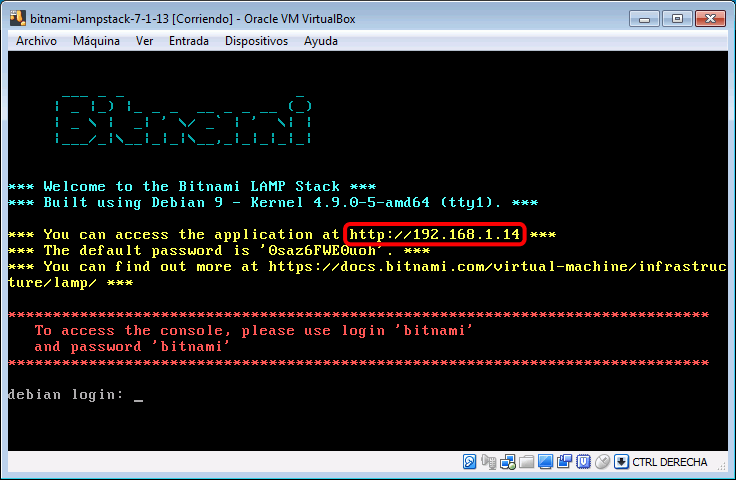 bitnami-lampstack-7-1-13 [Corriendo] - Oracle VM VirtualBox
Archivo Máquina Ver Entrada Dispositivos Ayuda
Bitnami
*** Welcome to the Bitnami LAMP Stack ***
*** Built using Debian 9 - Kernel 4.9.0-5-amd64 (tty1). ***
*** You can access the application at http://192.168.1.14 ***
*** The default password is '0saz6FWE0uoh'. ***
*** You can find out more at https://docs.bitnami.com/virtual-machine/infrastruc
ture/lamp/ ***
******************************************************************************
To access the console, please use login 'bitnami'
and password 'bitnami'
******************************************************************************
debian login: _
CTRL DERECHA